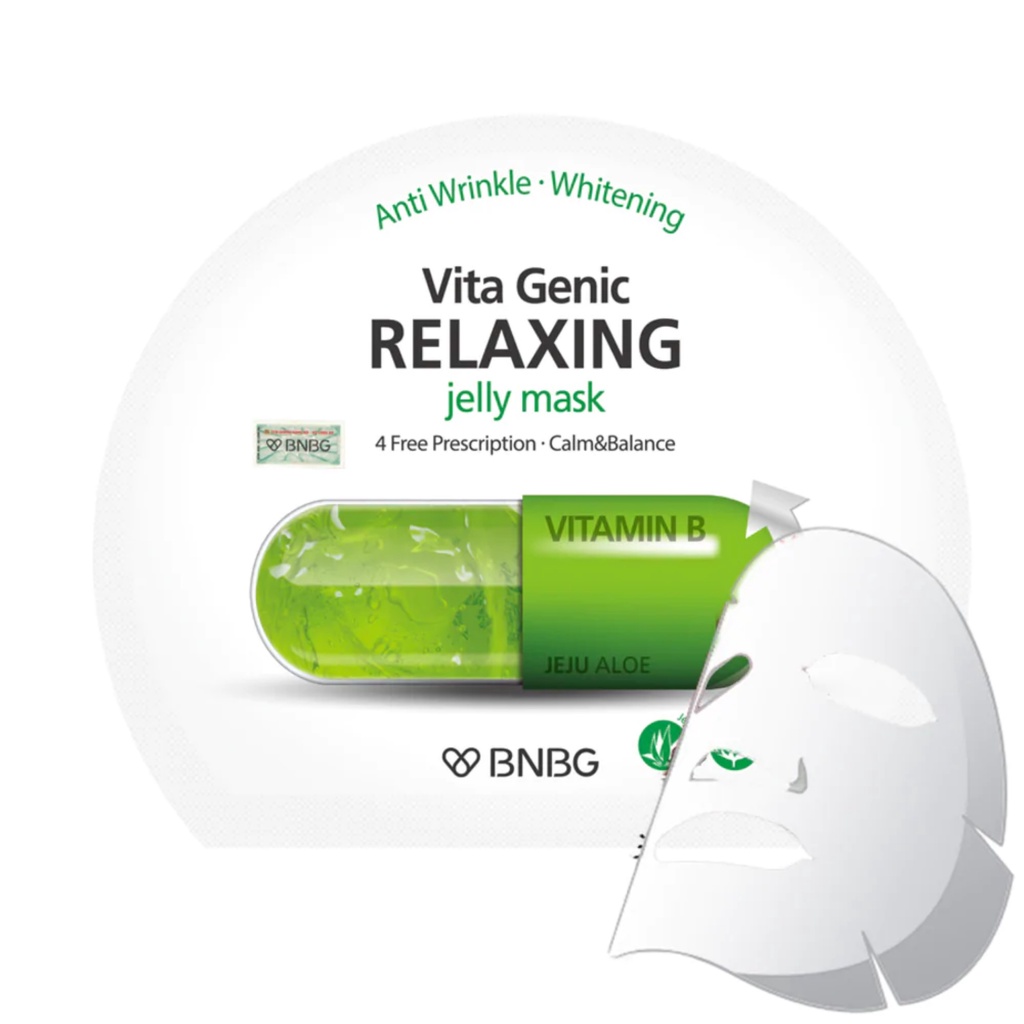 Anti Wrinkle · Whitening
Vita Genic
RELAXING
jelly mask
BNBG
4 Free Prescription · Calm&Balance
VITAMIN B
JEJU ALOE
BNBG